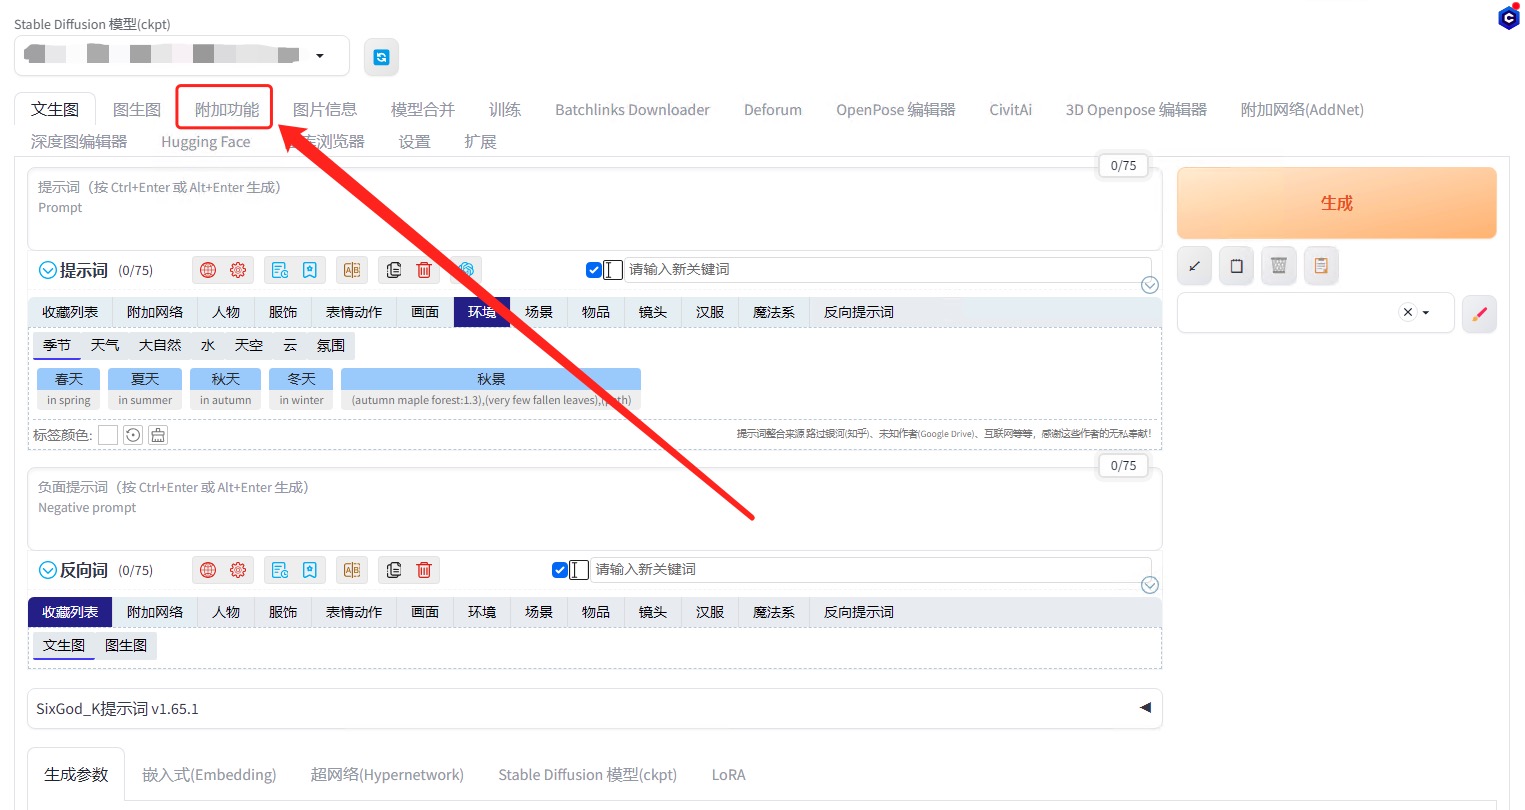 Stable Diffusion 模型(ckpt)
文生图 图生图 附加功能 图片信息 模型合并 训练 Batchlinks Downloader Deforum OpenPose 编辑器 CivitAi 3D Openpose 编辑器 附加网络(AddNet)
深度图编辑器 Hugging Face 库浏览器 设置 扩展
0/75
提示词（按 Ctrl+Enter 或 Alt+Enter 生成）
Prompt
生成
提示词 (0/75) 请输入新关键词
收藏列表 附加网络 人物 服饰 表情动作 画面 环境 场景 物品 镜头 汉服 魔法系 反向提示词
季节 天气 大自然 水 天空 云 氛围
春天 夏天 秋天 冬天 秋景
in spring in summer in autumn in winter (autumn maple forest:1.3),(very few fallen leaves),(path)
标签颜色: 提示词整合来源 路过银河(知乎)、未知作者(Google Drive)、互联网等等，感谢这些作者的无私奉献！
0/75
负面提示词（按 Ctrl+Enter 或 Alt+Enter 生成）
Negative prompt
反向词 (0/75) 请输入新关键词
收藏列表 附加网络 人物 服饰 表情动作 画面 环境 场景 物品 镜头 汉服 魔法系 反向提示词
文生图 图生图
SixGod_K提示词 v1.65.1
生成参数 嵌入式(Embedding) 超网络(Hypernetwork) Stable Diffusion 模型(ckpt) LoRA